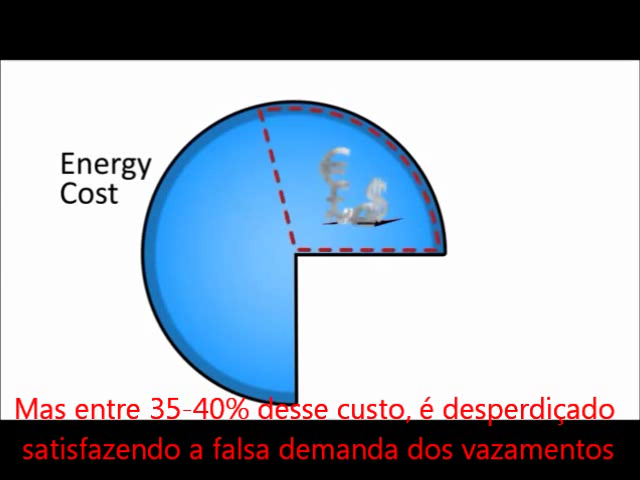 Energy
Cost
Mas entre 35-40% desse custo, é desperdiçado
satisfazendo a falsa demanda dos vazamentos